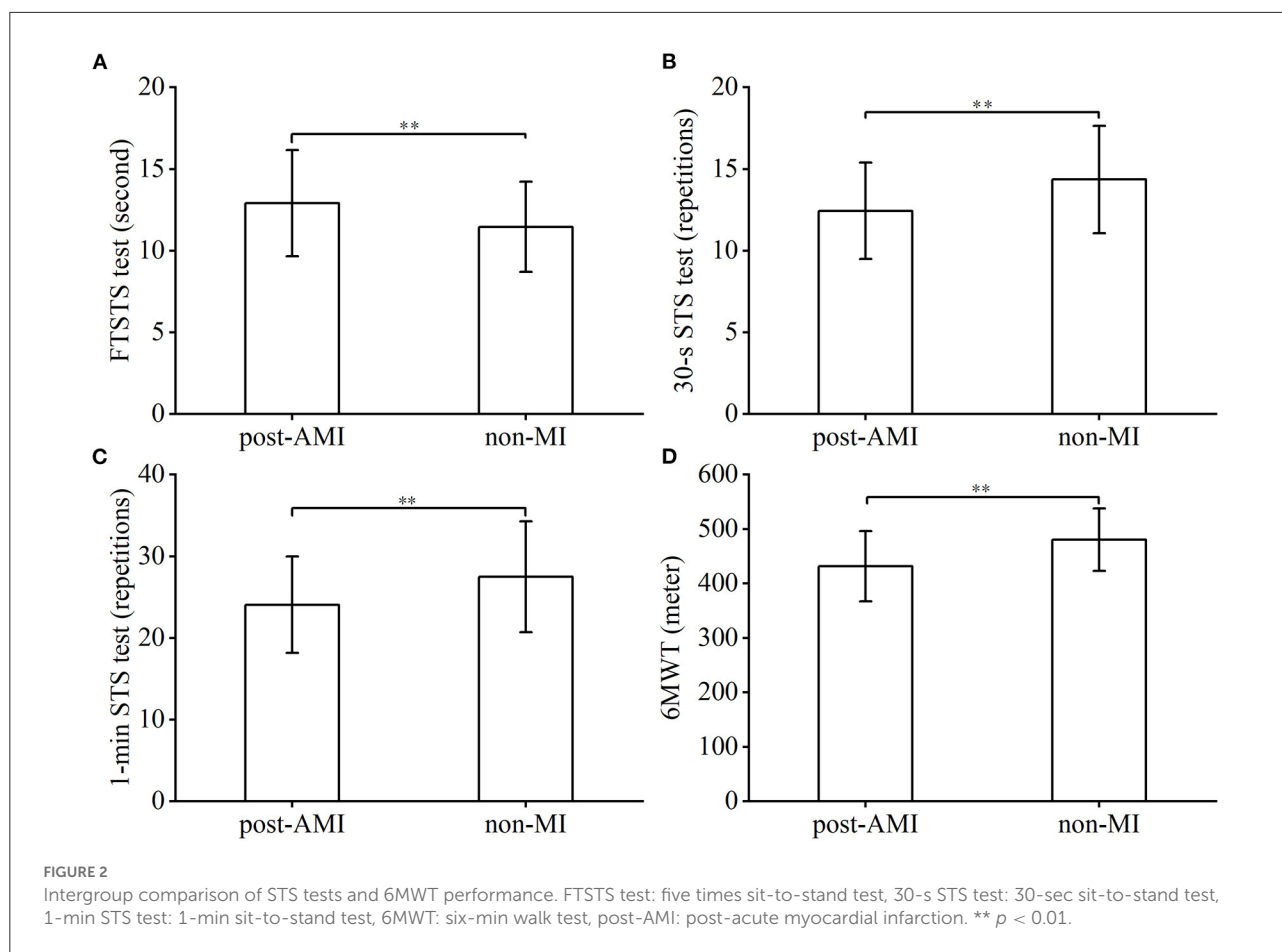 A
FTSTS test (second)
20
15
10
5
0
**
post-AMI non-MI
B
30-s STS test (repetitions)
20
15
10
5
0
**
post-AMI non-MI
C
1-min STS test (repetitions)
40
30
20
10
0
**
post-AMI non-MI
D
6MWT (meter)
600
500
400
300
200
100
0
**
post-AMI non-MI
FIGURE 2
Intergroup comparison of STS tests and 6MWT performance. FTSTS test: five times sit-to-stand test, 30-s STS test: 30-sec sit-to-stand test,
1-min STS test: 1-min sit-to-stand test, 6MWT: six-min walk test, post-AMI: post-acute myocardial infarction. ** p < 0.01.